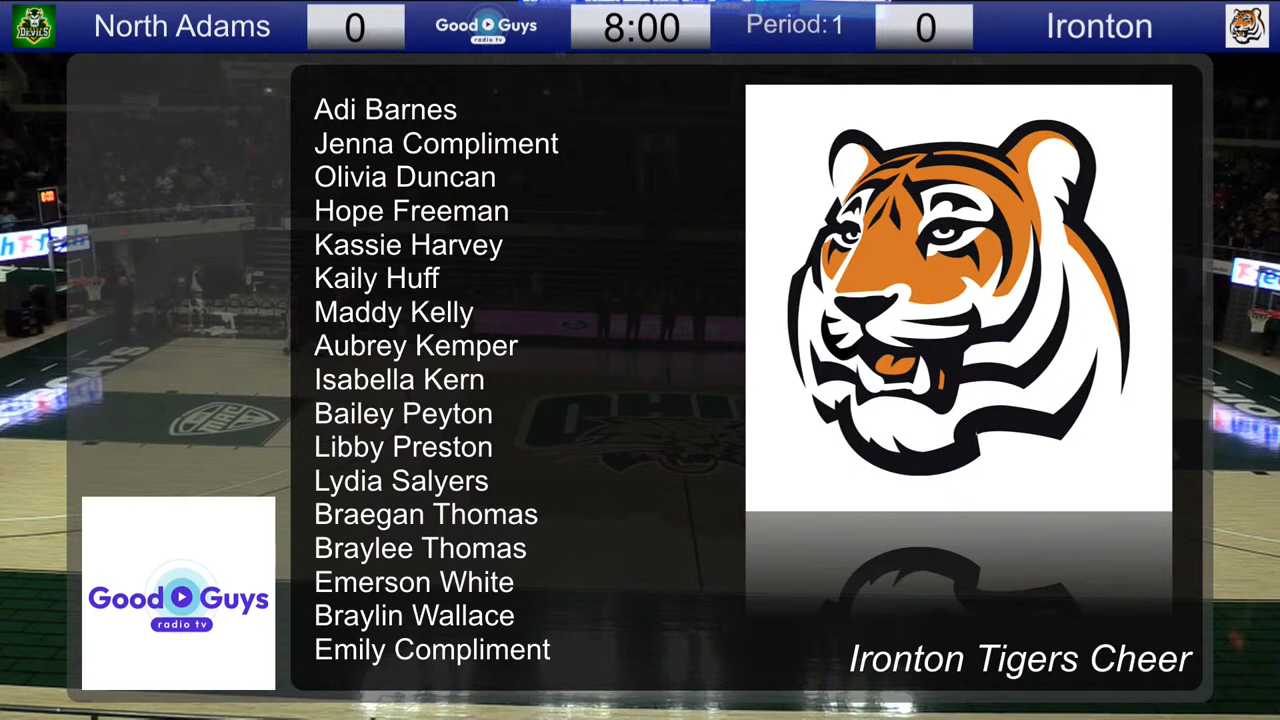 North Adams 0 Good Guys 8:00 Period: 1 0 Ironton
DEVILS
radio tv
Adi Barnes
Jenna Compliment
Olivia Duncan
Hope Freeman
Kassie Harvey
Kaily Huff
Maddy Kelly
Aubrey Kemper
Isabella Kern
Bailey Peyton
Libby Preston
Lydia Salyers
Braegan Thomas
Braylee Thomas
Emerson White
Braylin Wallace
Emily Compliment
Good Guys
radio tv
Ironton Tigers Cheer
OHIO